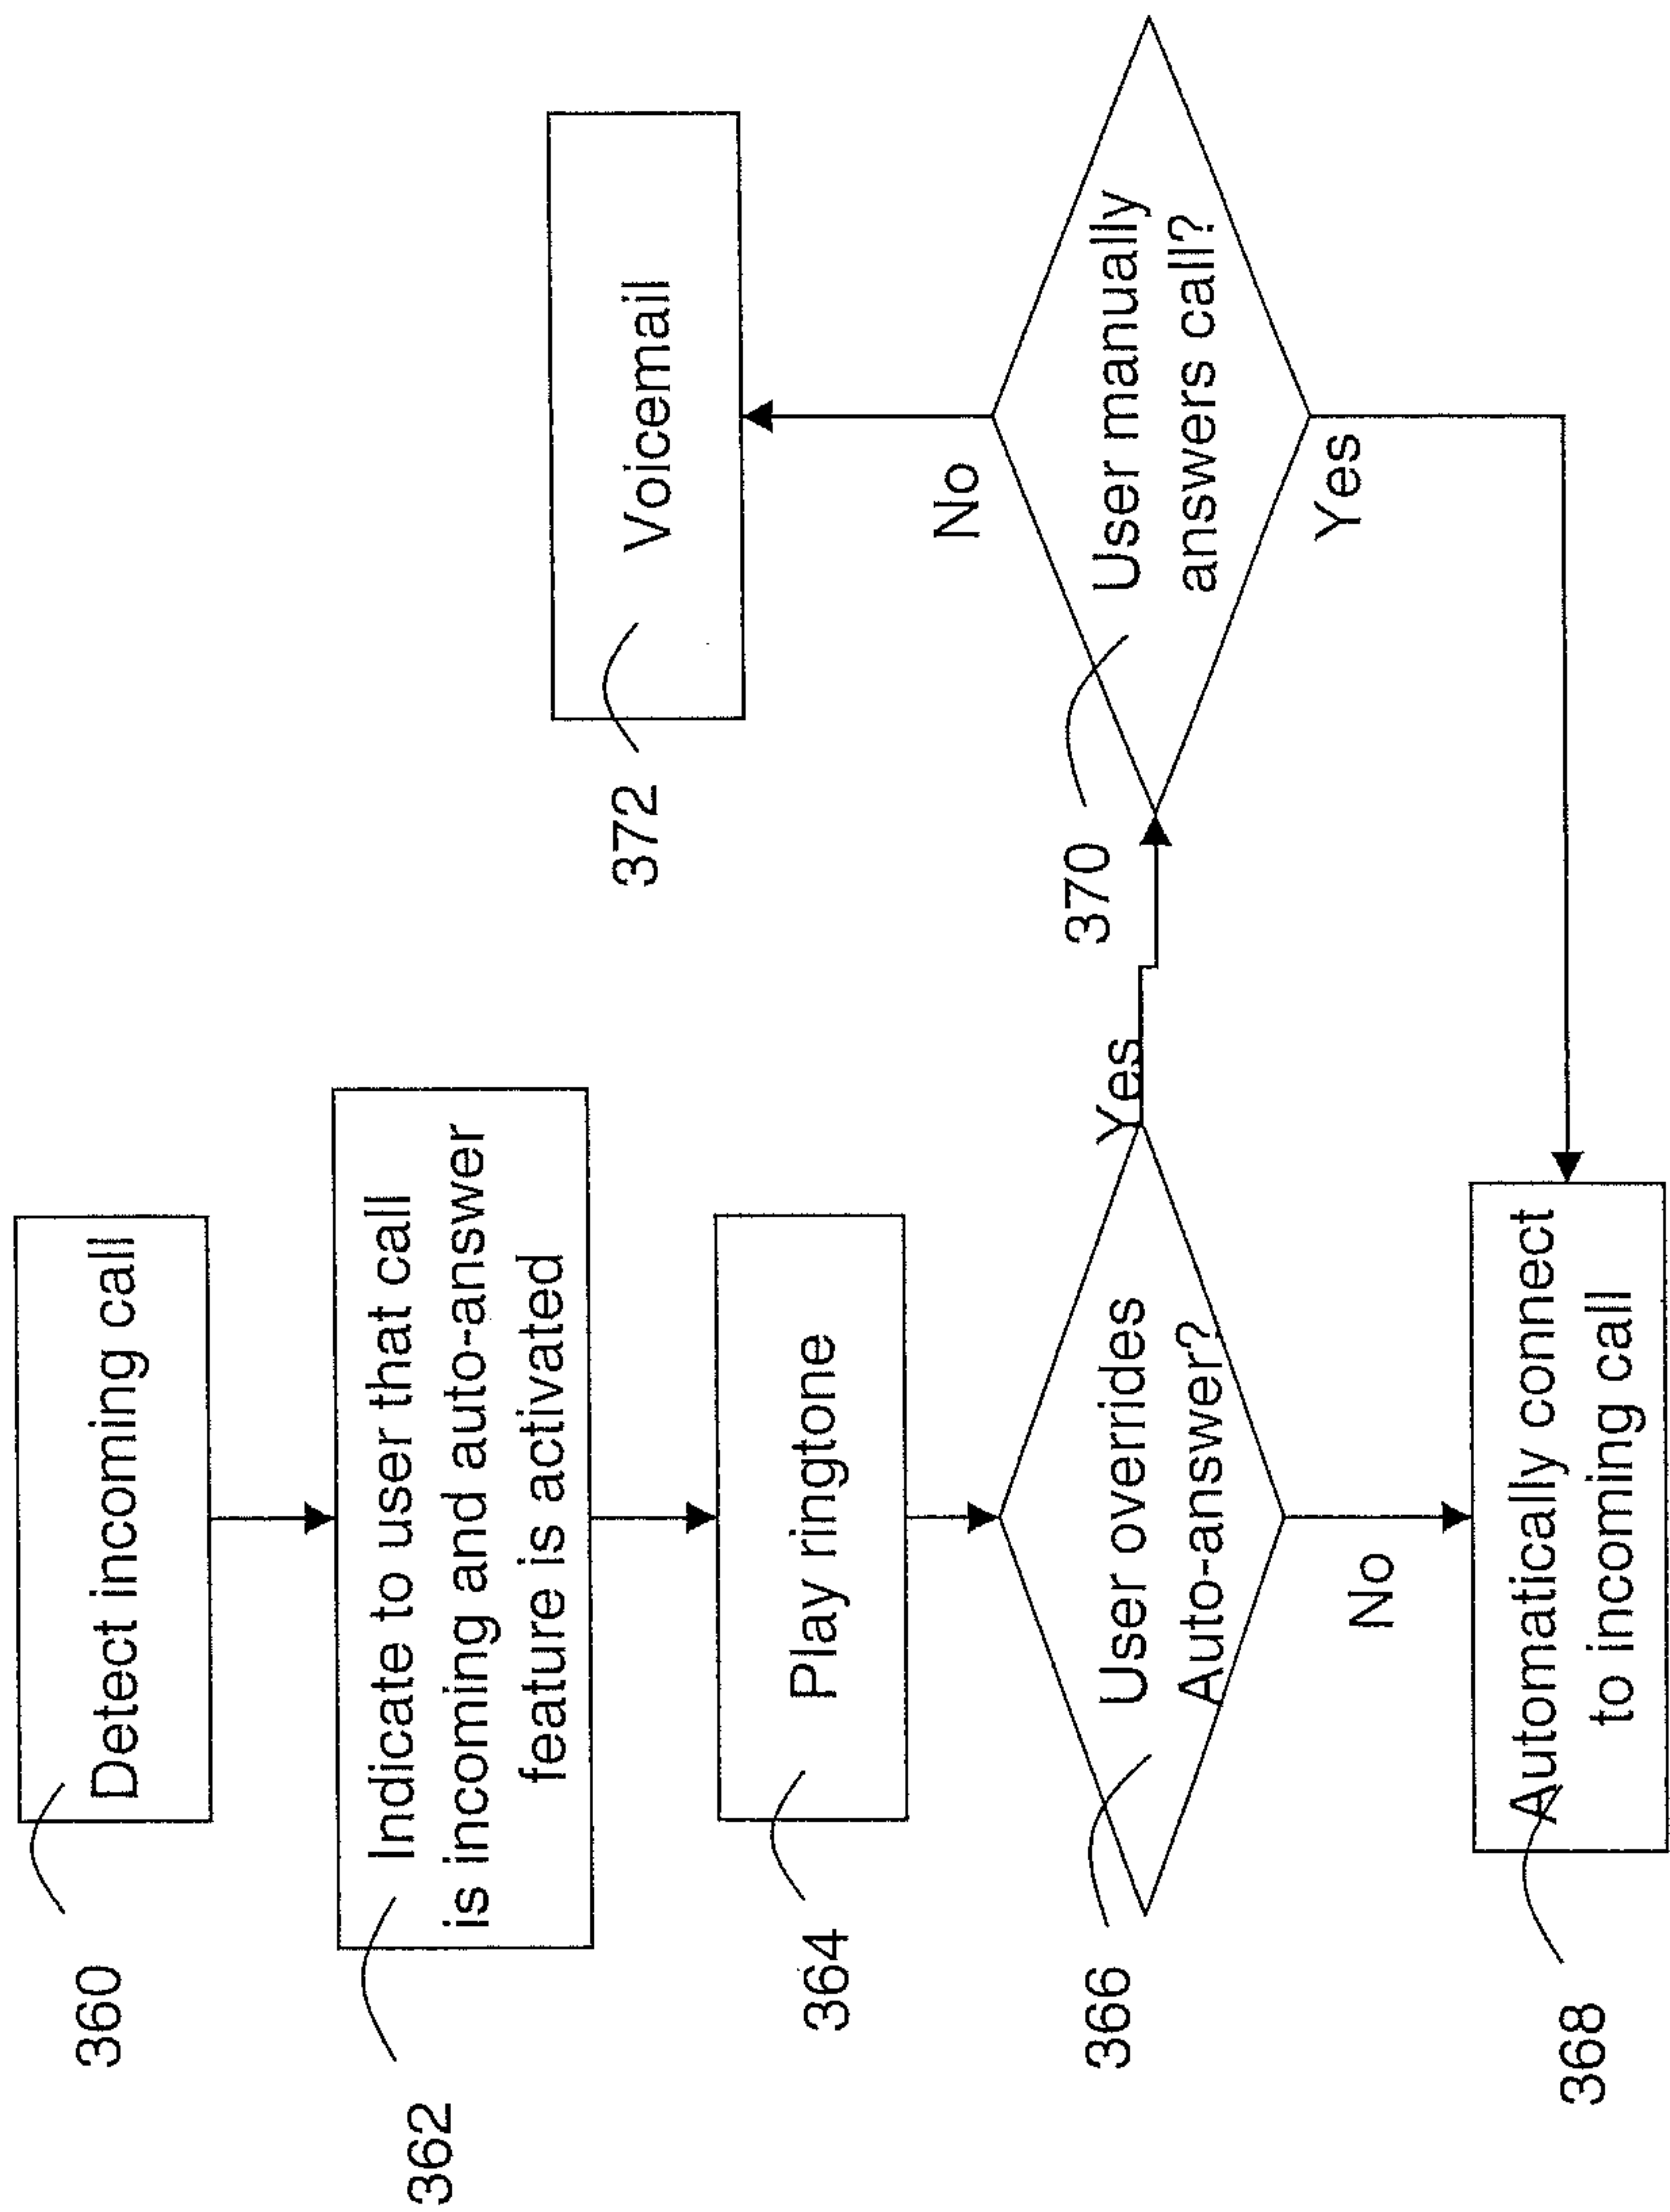 360
Detect incoming call
362
Indicate to user that call
is incoming and auto-answer
feature is activated
364
Play ringtone
366
User overrides
Auto-answer?
Yes
No
368
Automatically connect
to incoming call
370
User manually
answers call?
No
Yes
372
Voicemail